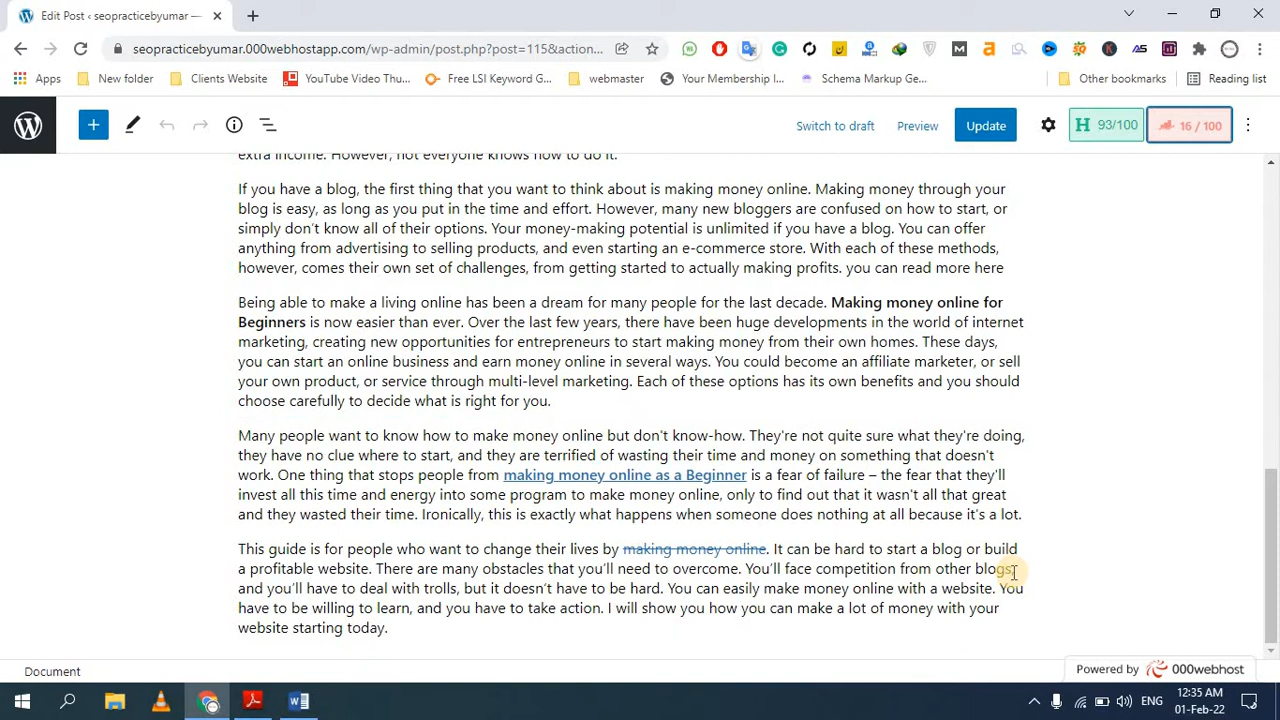 Edit Post ‹ seopracticebyumar —
seopracticebyumar.000webhostapp.com/wp-admin/post.php?post=115&action...
Apps
New folder
Clients Website
YouTube Video Thu...
Free LSI Keyword G...
webmaster
Your Membership I...
Schema Markup Ge...
Other bookmarks
Reading list
Switch to draft
Preview
Update
H 93/100
16 / 100
extra income. However, not everyone knows how to do it.
If you have a blog, the first thing that you want to think about is making money online. Making money through your
blog is easy, as long as you put in the time and effort. However, many new bloggers are confused on how to start, or
simply don't know all of their options. Your money-making potential is unlimited if you have a blog. You can offer
anything from advertising to selling products, and even starting an e-commerce store. With each of these methods,
however, comes their own set of challenges, from getting started to actually making profits. you can read more here
Being able to make a living online has been a dream for many people for the last decade. Making money online for
Beginners is now easier than ever. Over the last few years, there have been huge developments in the world of internet
marketing, creating new opportunities for entrepreneurs to start making money from their own homes. These days,
you can start an online business and earn money online in several ways. You could become an affiliate marketer, or sell
your own product, or service through multi-level marketing. Each of these options has its own benefits and you should
choose carefully to decide what is right for you.
Many people want to know how to make money online but don't know-how. They're not quite sure what they're doing,
they have no clue where to start, and they are terrified of wasting their time and money on something that doesn't
work. One thing that stops people from making money online as a Beginner is a fear of failure – the fear that they'll
invest all this time and energy into some program to make money online, only to find out that it wasn't all that great
and they wasted their time. Ironically, this is exactly what happens when someone does nothing at all because it's a lot.
This guide is for people who want to change their lives by making money online. It can be hard to start a blog or build
a profitable website. There are many obstacles that you'll need to overcome. You'll face competition from other blogs,
and you'll have to deal with trolls, but it doesn't have to be hard. You can easily make money online with a website. You
have to be willing to learn, and you have to take action. I will show you how you can make a lot of money with your
website starting today.
Document
Powered by 000webhost
ENG
12:35 AM
01-Feb-22